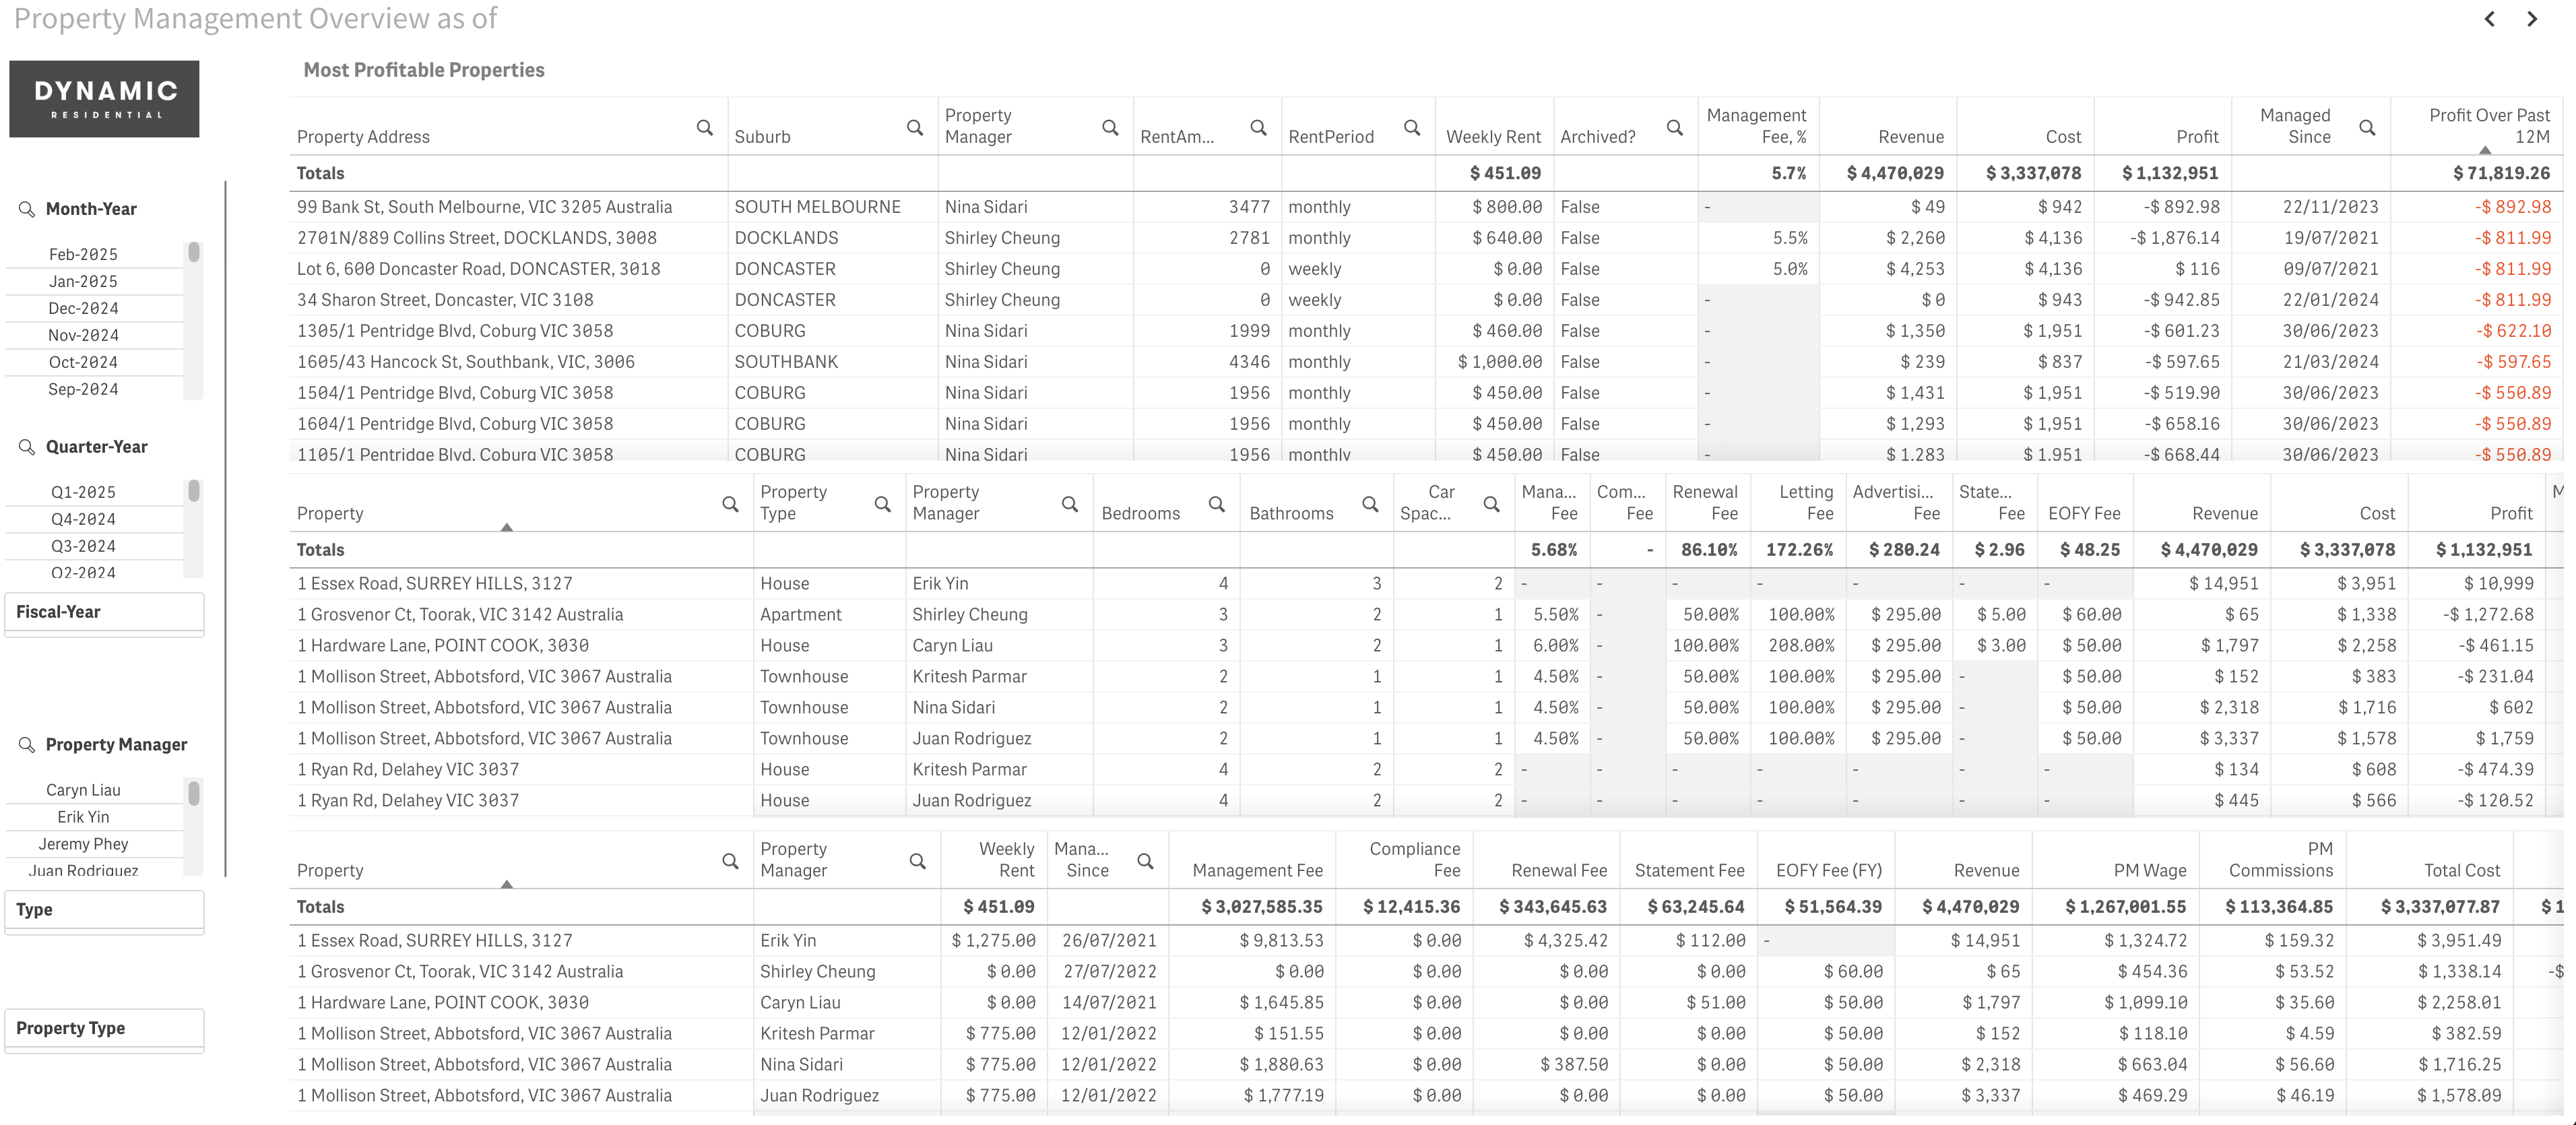 Property Management Overview as of
DYNAMIC
RESIDENTIAL
Month-Year
Feb-2025
Jan-2025
Dec-2024
Nov-2024
Oct-2024
Sep-2024
Quarter-Year
Q1-2025
Q4-2024
Q3-2024
Q2-2024
Fiscal-Year
Property Manager
Caryn Liau
Erik Yin
Jeremy Phey
Juan Rodriguez
Type
Property Type
Most Profitable Properties
Property Address Suburb Property Manager RentAm... RentPeriod Weekly Rent Archived? Management Fee, % Revenue Cost Profit Managed Since Profit Over Past 12M
Totals $ 451.09 5.7% $ 4,470,029 $ 3,337,078 $ 1,132,951 $ 71,819.26
99 Bank St, South Melbourne, VIC 3205 Australia SOUTH MELBOURNE Nina Sidari 3477 monthly $ 800.00 False - $ 49 $ 942 -$ 892.98 22/11/2023 -$ 892.98
2701N/889 Collins Street, DOCKLANDS, 3008 DOCKLANDS Shirley Cheung 2781 monthly $ 640.00 False 5.5% $ 2,260 $ 4,136 -$ 1,876.14 19/07/2021 -$ 811.99
Lot 6, 600 Doncaster Road, DONCASTER, 3018 DONCASTER Shirley Cheung 0 weekly $ 0.00 False 5.0% $ 4,253 $ 4,136 $ 116 09/07/2021 -$ 811.99
34 Sharon Street, Doncaster, VIC 3108 DONCASTER Shirley Cheung 0 weekly $ 0.00 False - $ 0 $ 943 -$ 942.85 22/01/2024 -$ 811.99
1305/1 Pentridge Blvd, Coburg VIC 3058 COBURG Nina Sidari 1999 monthly $ 460.00 False - $ 1,350 $ 1,951 -$ 601.23 30/06/2023 -$ 622.10
1605/43 Hancock St, Southbank, VIC, 3006 SOUTHBANK Nina Sidari 4346 monthly $ 1,000.00 False - $ 239 $ 837 -$ 597.65 21/03/2024 -$ 597.65
1504/1 Pentridge Blvd, Coburg VIC 3058 COBURG Nina Sidari 1956 monthly $ 450.00 False - $ 1,431 $ 1,951 -$ 519.90 30/06/2023 -$ 550.89
1604/1 Pentridge Blvd, Coburg VIC 3058 COBURG Nina Sidari 1956 monthly $ 450.00 False - $ 1,293 $ 1,951 -$ 658.16 30/06/2023 -$ 550.89
1105/1 Pentridge Blvd, Coburg VIC 3058 COBURG Nina Sidari 1956 monthly $ 450.00 False - $ 1,283 $ 1,951 -$ 668.44 30/06/2023 -$ 550.89
Property Property Type Property Manager Bedrooms Bathrooms Car Spac... Mana... Fee Com... Fee Renewal Fee Letting Fee Advertisi... Fee State... Fee EOFY Fee Revenue Cost Profit M
Totals 5.68% - 86.10% 172.26% $ 280.24 $ 2.96 $ 48.25 $ 4,470,029 $ 3,337,078 $ 1,132,951
1 Essex Road, SURREY HILLS, 3127 House Erik Yin 4 3 2 - - - - - - - $ 14,951 $ 3,951 $ 10,999
1 Grosvenor Ct, Toorak, VIC 3142 Australia Apartment Shirley Cheung 3 2 1 5.50% - 50.00% 100.00% $ 295.00 $ 5.00 $ 60.00 $ 65 $ 1,338 -$ 1,272.68
1 Hardware Lane, POINT COOK, 3030 House Caryn Liau 3 2 1 6.00% - 100.00% 208.00% $ 295.00 $ 3.00 $ 50.00 $ 1,797 $ 2,258 -$ 461.15
1 Mollison Street, Abbotsford, VIC 3067 Australia Townhouse Kritesh Parmar 2 1 1 4.50% - 50.00% 100.00% $ 295.00 - $ 50.00 $ 152 $ 383 -$ 231.04
1 Mollison Street, Abbotsford, VIC 3067 Australia Townhouse Nina Sidari 2 1 1 4.50% - 50.00% 100.00% $ 295.00 - $ 50.00 $ 2,318 $ 1,716 $ 602
1 Mollison Street, Abbotsford, VIC 3067 Australia Townhouse Juan Rodriguez 2 1 1 4.50% - 50.00% 100.00% $ 295.00 - $ 50.00 $ 3,337 $ 1,578 $ 1,759
1 Ryan Rd, Delahey VIC 3037 House Kritesh Parmar 4 2 2 - - - - - - - $ 134 $ 608 -$ 474.39
1 Ryan Rd, Delahey VIC 3037 House Juan Rodriguez 4 2 2 - - - - - - - $ 445 $ 566 -$ 120.52
Property Property Manager Weekly Rent Mana... Since Management Fee Compliance Fee Renewal Fee Statement Fee EOFY Fee (FY) Revenue PM Wage PM Commissions Total Cost
Totals $ 451.09 $ 3,027,585.35 $ 12,415.36 $ 343,645.63 $ 63,245.64 $ 51,564.39 $ 4,470,029 $ 1,267,001.55 $ 113,364.85 $ 3,337,077.87 $ 1
1 Essex Road, SURREY HILLS, 3127 Erik Yin $ 1,275.00 26/07/2021 $ 9,813.53 $ 0.00 $ 4,325.42 $ 112.00 - $ 14,951 $ 1,324.72 $ 159.32 $ 3,951.49
1 Grosvenor Ct, Toorak, VIC 3142 Australia Shirley Cheung $ 0.00 27/07/2022 $ 0.00 $ 0.00 $ 0.00 $ 0.00 $ 60.00 $ 65 $ 454.36 $ 53.52 $ 1,338.14 -$
1 Hardware Lane, POINT COOK, 3030 Caryn Liau $ 0.00 14/07/2021 $ 1,645.85 $ 0.00 $ 0.00 $ 51.00 $ 50.00 $ 1,797 $ 1,099.10 $ 35.60 $ 2,258.01
1 Mollison Street, Abbotsford, VIC 3067 Australia Kritesh Parmar $ 775.00 12/01/2022 $ 151.55 $ 0.00 $ 0.00 $ 0.00 $ 50.00 $ 152 $ 118.10 $ 4.59 $ 382.59
1 Mollison Street, Abbotsford, VIC 3067 Australia Nina Sidari $ 775.00 12/01/2022 $ 1,880.63 $ 0.00 $ 387.50 $ 0.00 $ 50.00 $ 2,318 $ 663.04 $ 56.60 $ 1,716.25
1 Mollison Street, Abbotsford, VIC 3067 Australia Juan Rodriguez $ 775.00 12/01/2022 $ 1,777.19 $ 0.00 $ 0.00 $ 0.00 $ 50.00 $ 3,337 $ 469.29 $ 46.19 $ 1,578.09